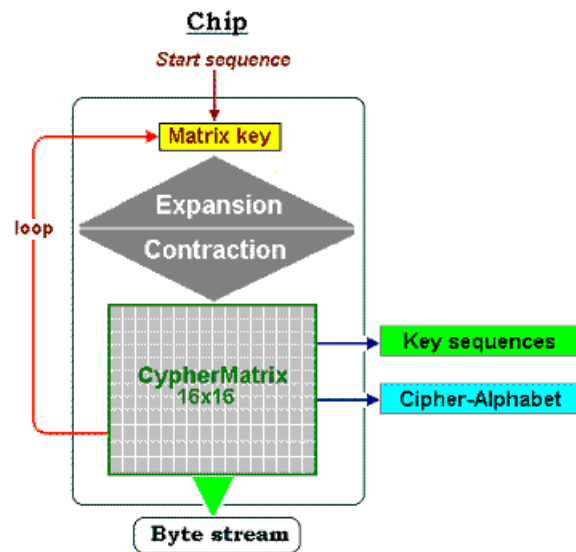 Chip
Start sequence
Matrix key
Expansion
loop
Contraction
Key sequences
CypherMatrix
16x16
Cipher-Alphabet
Byte stream